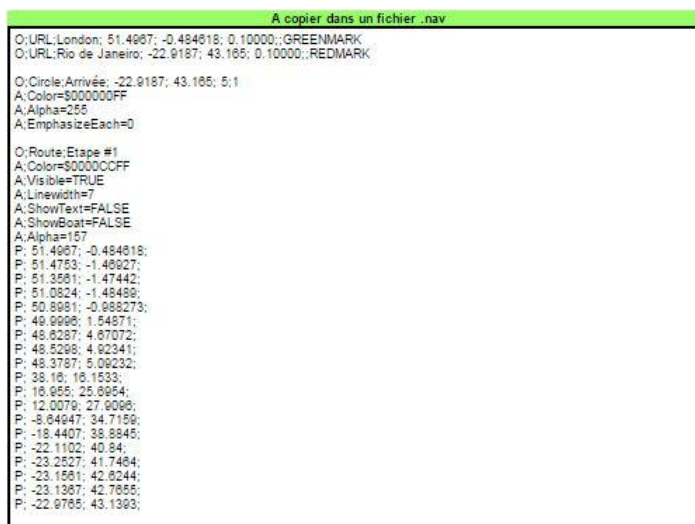 A copier dans un fichier .nav
O;URL;London; 51.4967; -0.484618; 0.10000;;GREENMARK
O;URL;Rio de Janeiro; -22.9187; 43.165; 0.10000;;REDMARK
O;Circle;Arrivée; -22.9187; 43.165; 5;1
A;Color=$000000FF
A;Alpha=255
A;EmphasizeEach=0
O;Route;Etape #1
A;Color=$0000CCFF
A;Visible=TRUE
A;Linewidth=7
A;ShowText=FALSE
A;ShowBoat=FALSE
A;Alpha=157
P; 51.4967; -0.484618;
P; 51.4753; -1.46927;
P; 51.3561; -1.47442;
P; 51.0824; -1.48489;
P; 50.8981; -0.988273;
P; 49.9996; 1.54871;
P; 48.6287; 4.67072;
P; 48.5298; 4.92341;
P; 48.3787; 5.09232;
P; 38.16; 16.1533;
P; 16.955; 25.6954;
P; 12.0079; 27.9096;
P; -8.64947; 34.7159;
P; -18.4407; 38.8845;
P; -22.1102; 40.84;
P; -23.2527; 41.7464;
P; -23.1561; 42.6244;
P; -23.1367; 42.7655;
P; -22.9765; 43.1393;